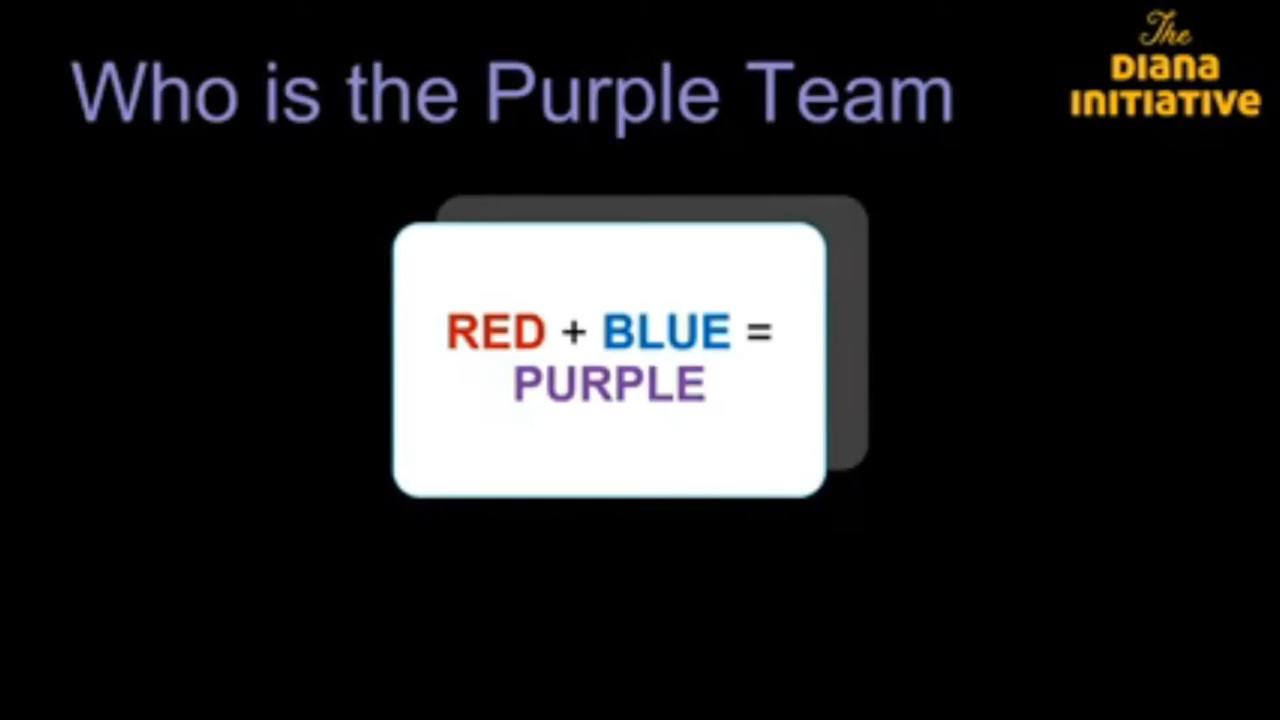 Who is the Purple Team
The
DIANA
INITIATIVE
RED + BLUE =
PURPLE